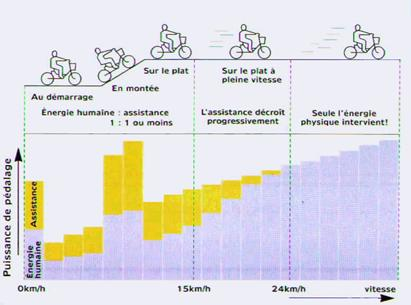 Sur le plat
Sur le plat à
pleine vitesse
En montée
Au démarrage
Énergie humaine : assistance
1 : 1 ou moins
L'assistance décroît
progressivement
Seule l'énergie
physique intervient!
Puissance de pédalage
Assistance
Énergie
humaine
0km/h
15km/h
24km/h
vitesse